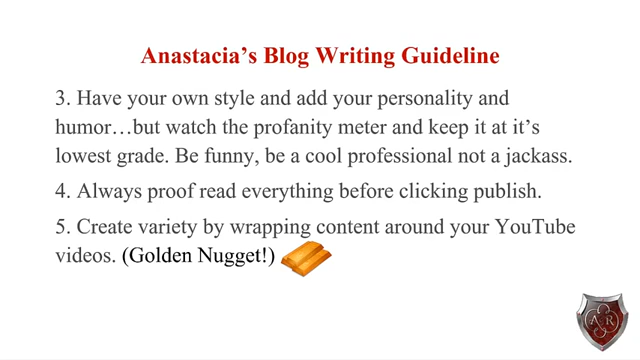 Anastacia's Blog Writing Guideline
3. Have your own style and add your personality and
humor…but watch the profanity meter and keep it at it's
lowest grade. Be funny, be a cool professional not a jackass.
4. Always proof read everything before clicking publish.
5. Create variety by wrapping content around your YouTube
videos. (Golden Nugget!)
A R